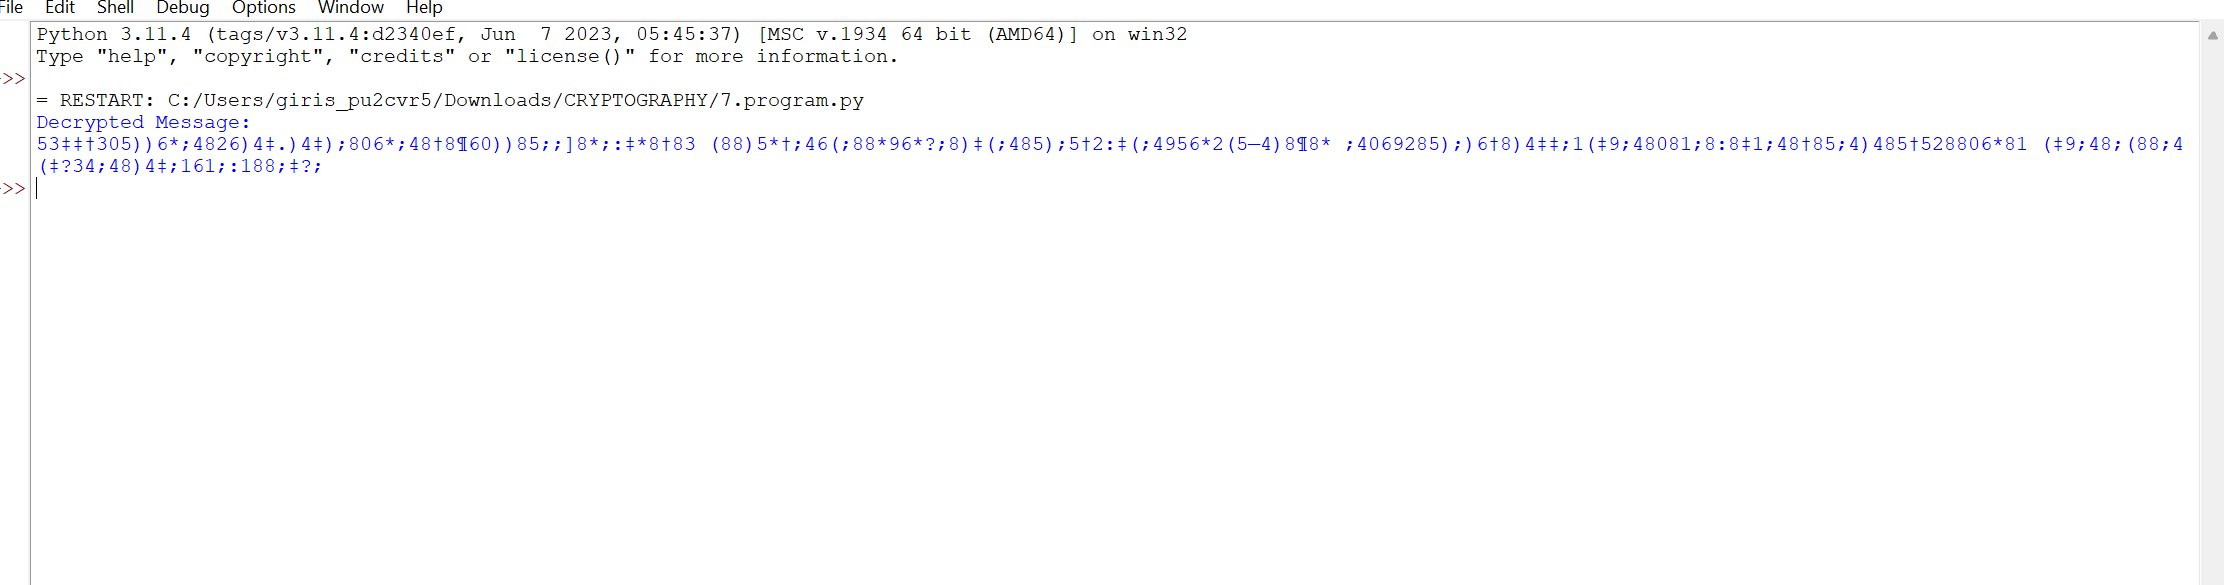 File Edit Shell Debug Options Window Help
Python 3.11.4 (tags/v3.11.4:d2340ef, Jun  7 2023, 05:45:37) [MSC v.1934 64 bit (AMD64)] on win32
Type "help", "copyright", "credits" or "license()" for more information.
>>
= RESTART: C:/Users/giris_pu2cvr5/Downloads/CRYPTOGRAPHY/7.program.py
Decrypted Message:
53‡‡†305))6*;4826)4‡.)4‡);806*;48†8¶60))85;;]8*;:‡*8†83 (88)5*†;46(;88*96*?;8)‡(;485);5†2:‡(;4956*2(5—4)8¶8* ;4069285);)6†8)4‡‡;1(‡9;48081;8:8‡1;48†85;4)485†528806*81 (‡9;48;(88;4
(‡?34;48)4‡;161;:188;‡?;
>>